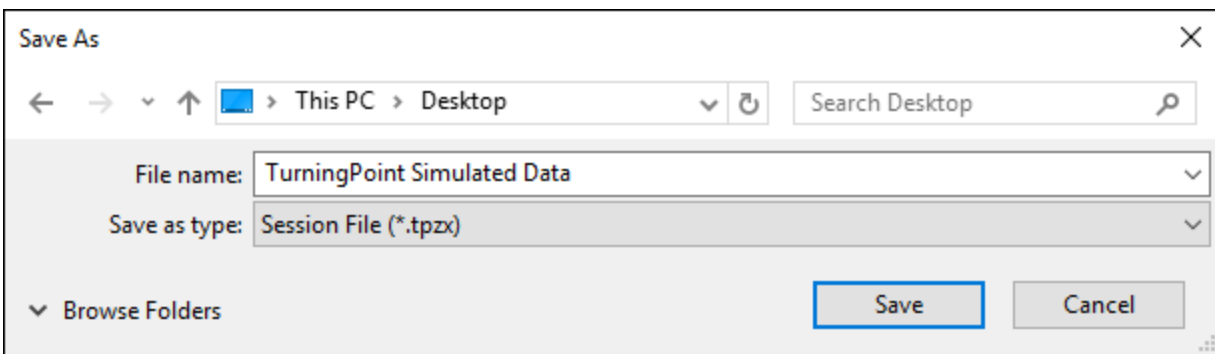 Save As
This PC > Desktop
Search Desktop
File name: TurningPoint Simulated Data
Save as type: Session File (*.tpzx)
Browse Folders
Save
Cancel